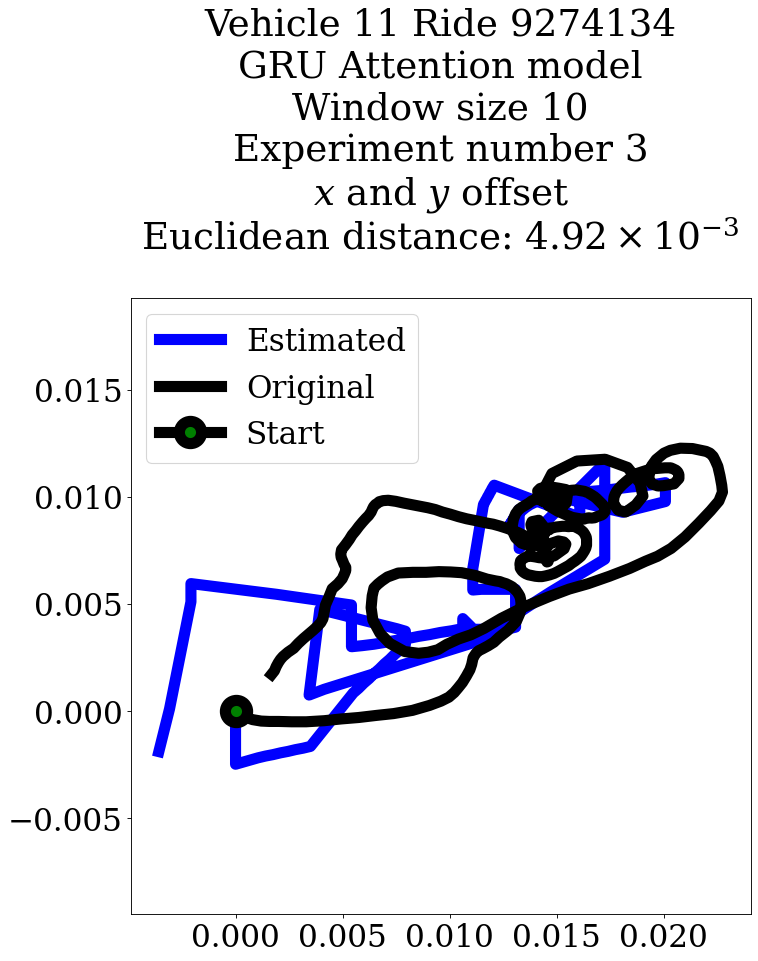 Vehicle 11 Ride 9274134
GRU Attention model
Window size 10
Experiment number 3
x and y offset
Euclidean distance: 4.92 × 10⁻³
Estimated
Original
Start
0.015
0.010
0.005
0.000
−0.005
0.000 0.005 0.010 0.015 0.020